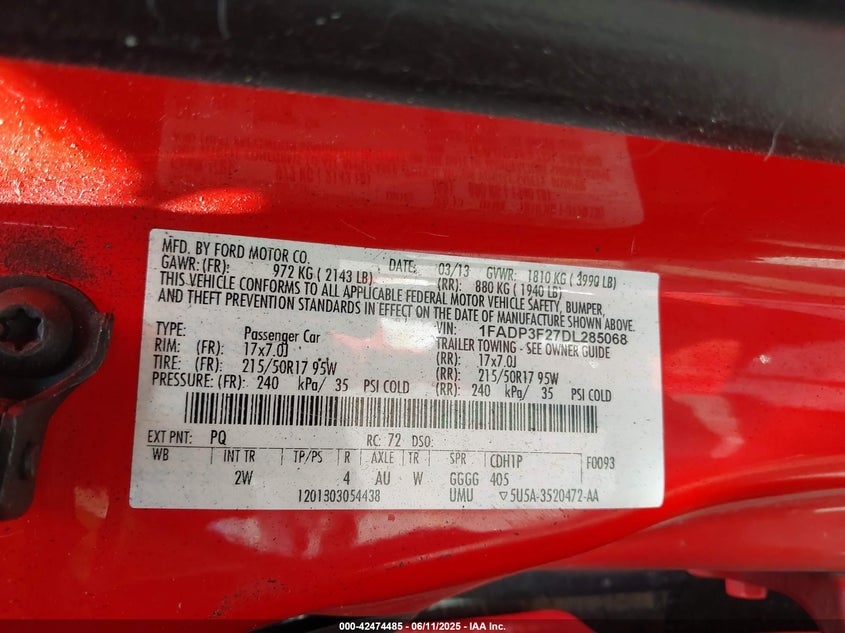 MFD. BY FORD MOTOR CO.
DATE: 03/13 GVWR: 1810 KG ( 3990 LB)
GAWR: (FR): 972 KG ( 2143 LB) (RR): 880 KG ( 1940 LB)
THIS VEHICLE CONFORMS TO ALL APPLICABLE FEDERAL MOTOR VEHICLE SAFETY, BUMPER,
AND THEFT PREVENTION STANDARDS IN EFFECT ON THE DATE OF MANUFACTURE SHOWN ABOVE.
VIN: 1FADP3F27DL285068
TYPE: Passenger Car TRAILER TOWING - SEE OWNER GUIDE
RIM: (FR): 17x7.0J (RR): 17x7.0J
TIRE: (FR): 215/50R17 95W (RR): 215/50R17 95W
PRESSURE: (FR): 240 kPa/ 35 PSI COLD (RR): 240 kPa/ 35 PSI COLD
EXT PNT: PQ RC: 72 DSO:
WB INT TR TP/PS R AXLE TR SPR CDH1P F0093
2W 4 AU W GGGG 405
1201303054438 UMU ▽5U5A-3520472-AA
000-42474485 - 06/11/2025 - IAA Inc.